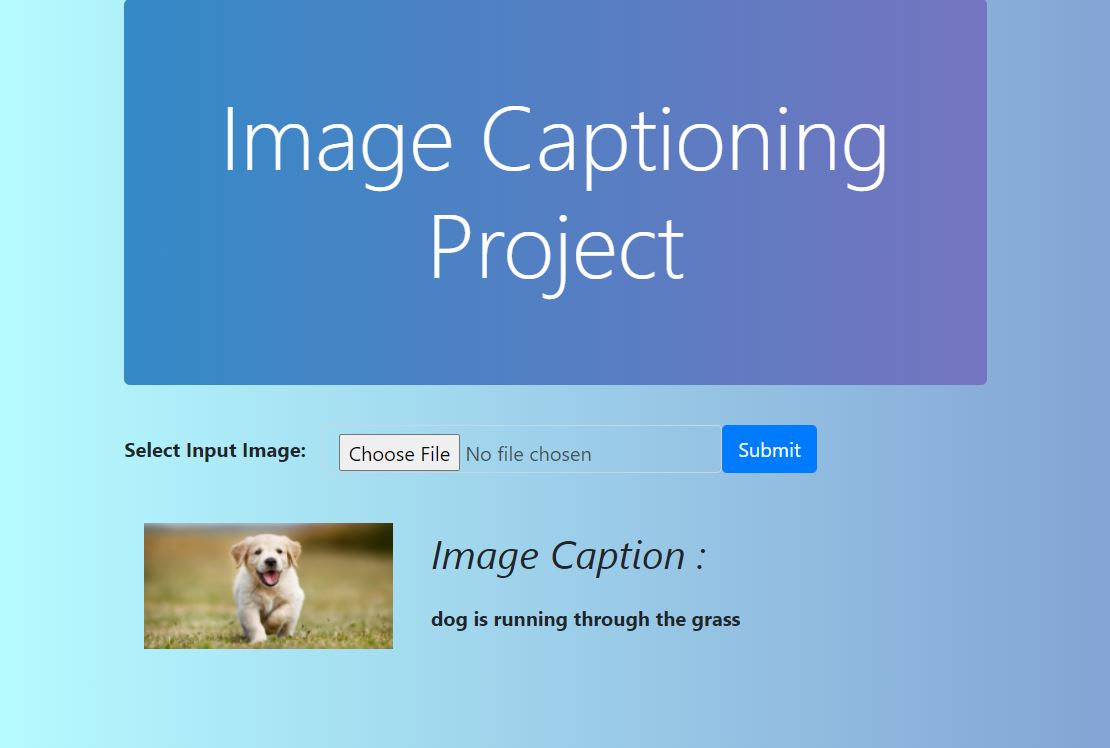 Image Captioning
Project
Select Input Image: Choose File No file chosen Submit
Image Caption :
dog is running through the grass